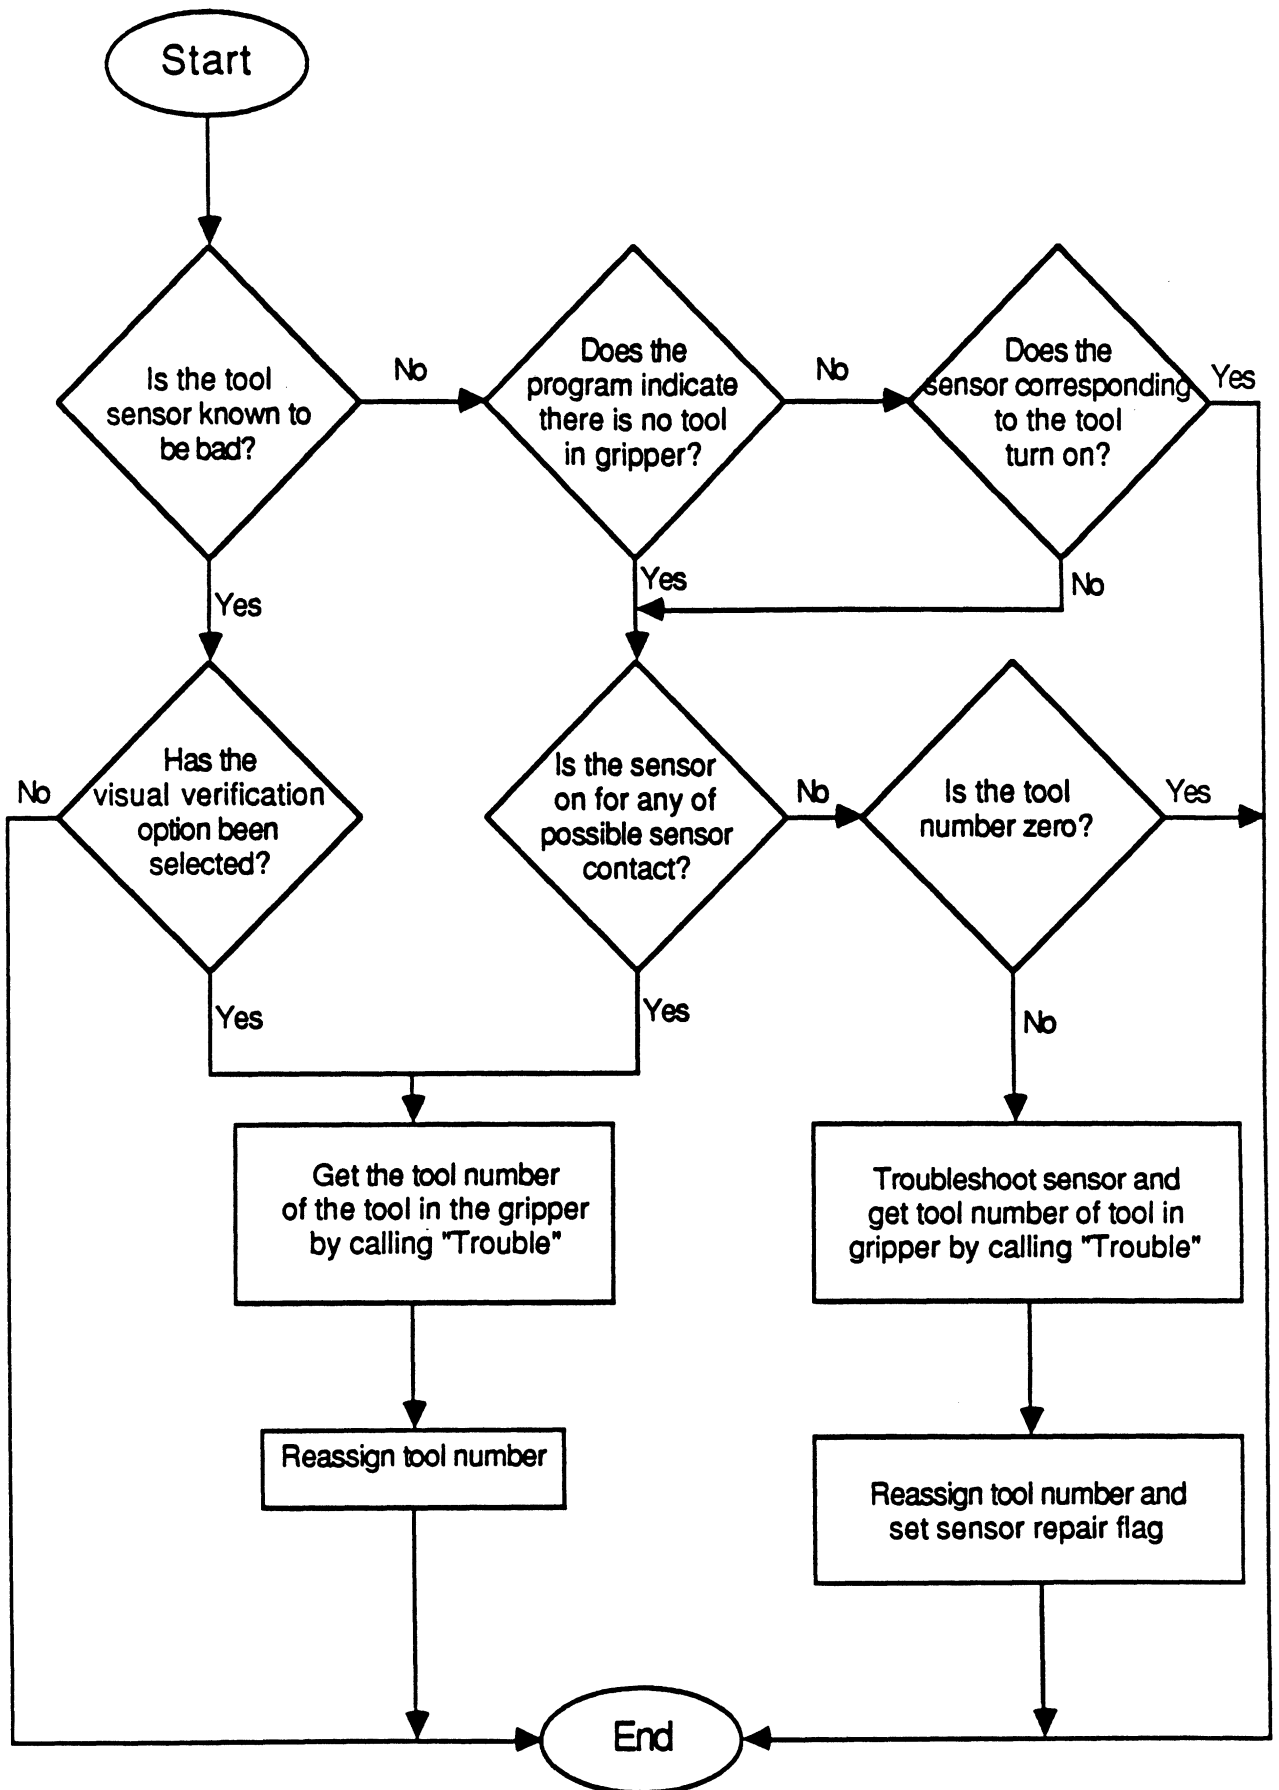 Start
Is the tool
sensor known to
be bad?
No
Does the
program indicate
there is no tool
in gripper?
No
Does the
sensor corresponding
to the tool
turn on?
Yes
Yes
Yes
No
No
Has the
visual verification
option been
selected?
Is the sensor
on for any of
possible sensor
contact?
No
Is the tool
number zero?
Yes
Yes
Yes
No
Get the tool number
of the tool in the gripper
by calling "Trouble"
Troubleshoot sensor and
get tool number of tool in
gripper by calling "Trouble"
Reassign tool number
Reassign tool number and
set sensor repair flag
End